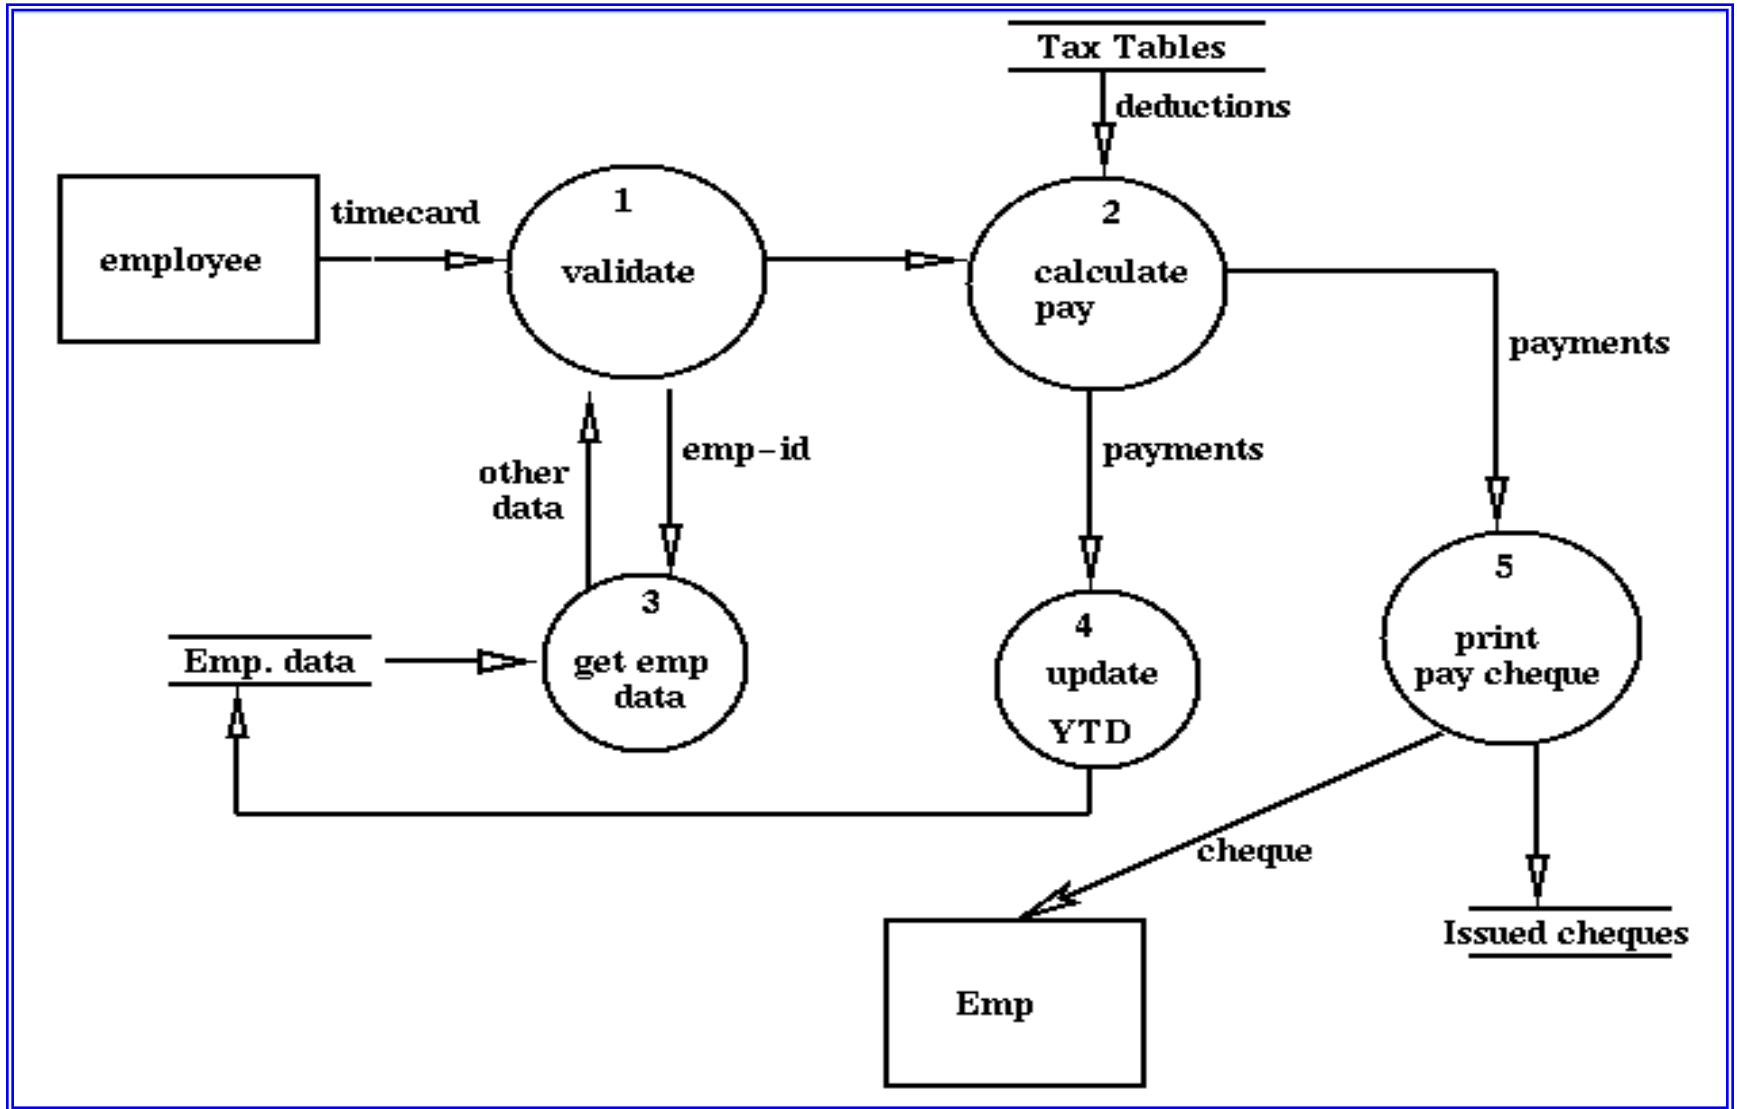 Tax Tables
deductions
employee
timecard
1
validate
2
calculate
pay
payments
other
data
emp-id
payments
Emp. data
3
get emp
data
4
update
YTD
5
print
pay cheque
cheque
Issued cheques
Emp